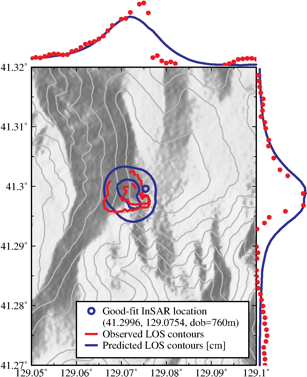 41.32˚
41.31˚
41.3˚
41.29˚
41.28˚
41.27˚
Good-fit InSAR location
(41.2996, 129.0754, dob=760m)
Observed LOS contours
Predicted LOS contours [cm]
129.05˚ 129.06˚ 129.07˚ 129.08˚ 129.09˚ 129.1˚